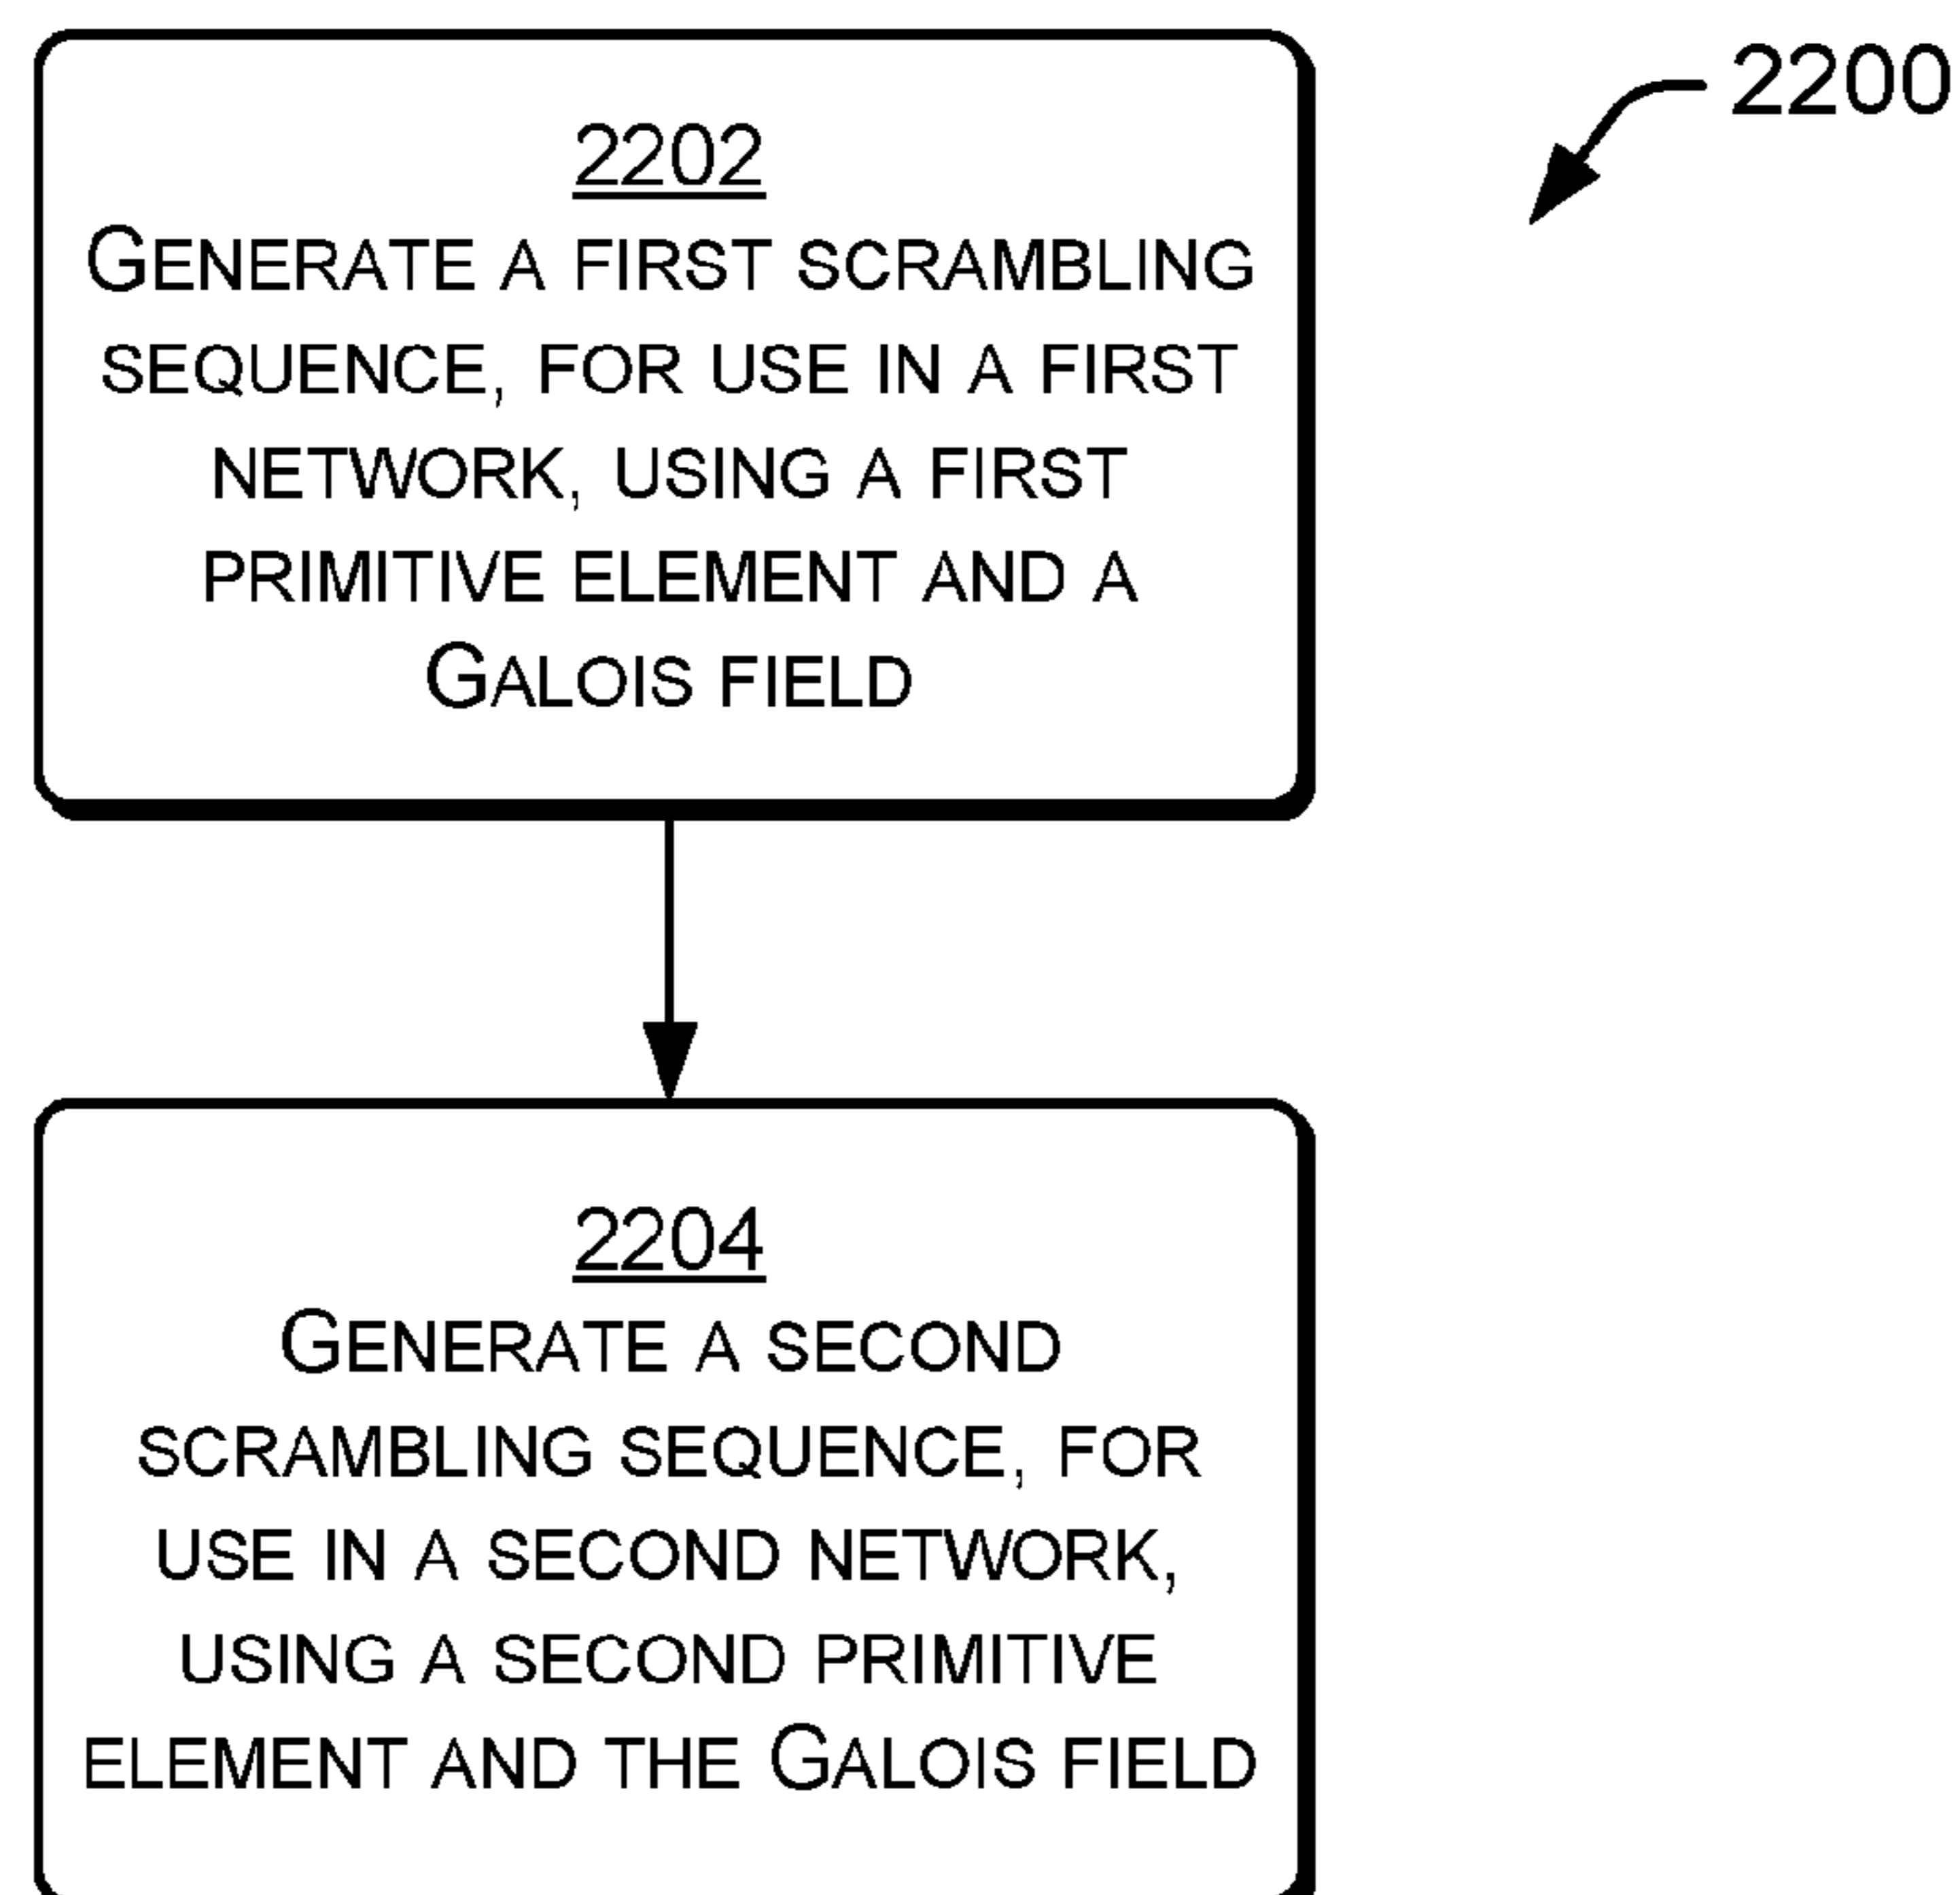 2200
2202
GENERATE A FIRST SCRAMBLING
SEQUENCE, FOR USE IN A FIRST
NETWORK, USING A FIRST
PRIMITIVE ELEMENT AND A
GALOIS FIELD
2204
GENERATE A SECOND
SCRAMBLING SEQUENCE, FOR
USE IN A SECOND NETWORK,
USING A SECOND PRIMITIVE
ELEMENT AND THE GALOIS FIELD